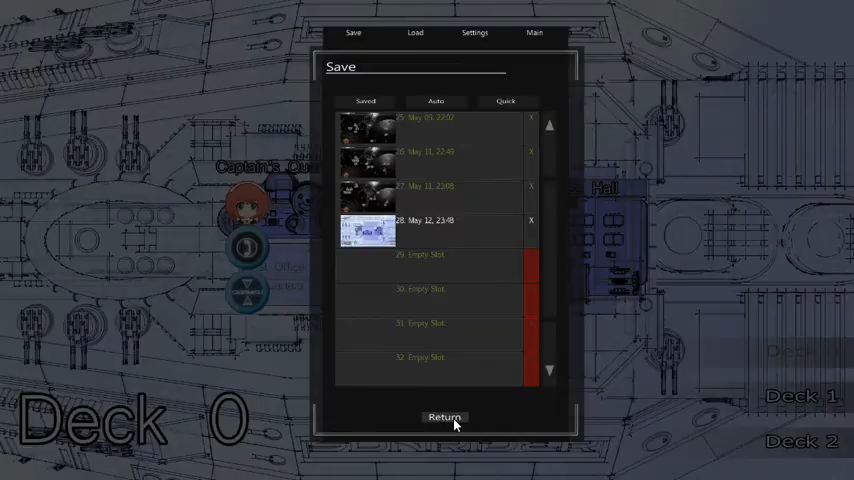 Save Load Settings Main
Save
Saved Auto Quick
25. May 09, 22:02 X
26. May 11, 22:49 X
27. May 11, 23:08 X
28. May 12, 23:48 X
29. Empty Slot.
30. Empty Slot.
31. Empty Slot.
32. Empty Slot.
Return
Captain's
Hall
Deck 0
Deck 1
Deck 2